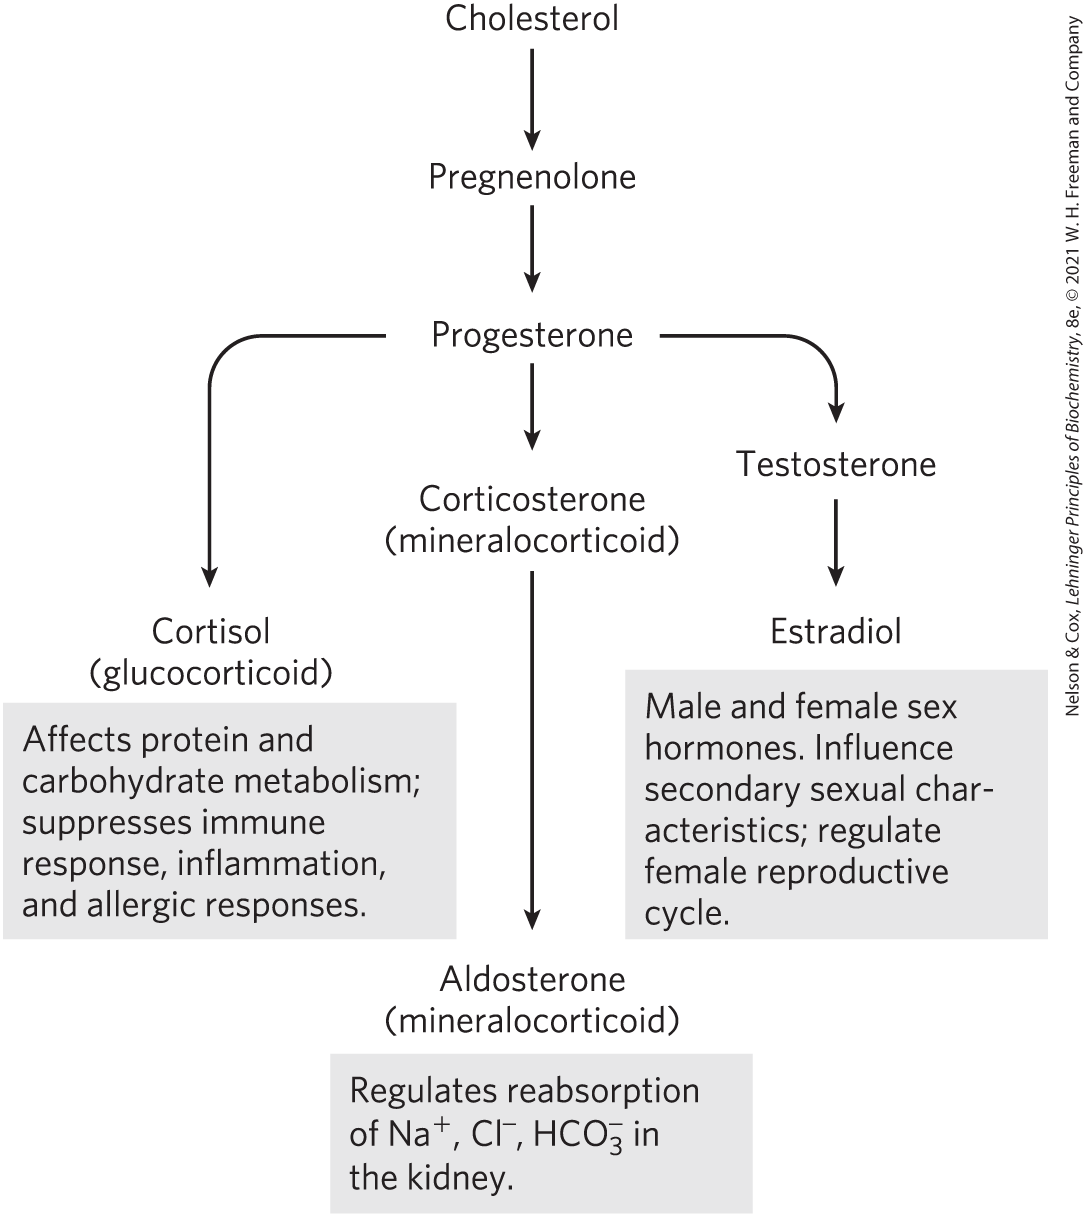 Cholesterol
Pregnenolone
Progesterone
Testosterone
Corticosterone
(mineralocorticoid)
Cortisol
(glucocorticoid)
Affects protein and
carbohydrate metabolism;
suppresses immune
response, inflammation,
and allergic responses.
Estradiol
Male and female sex
hormones. Influence
secondary sexual char-
acteristics; regulate
female reproductive
cycle.
Aldosterone
(mineralocorticoid)
Regulates reabsorption
of Na⁺, Cl⁻, HCO₃⁻ in
the kidney.
Nelson & Cox, Lehninger Principles of Biochemistry, 8e, © 2021 W. H. Freeman and Company